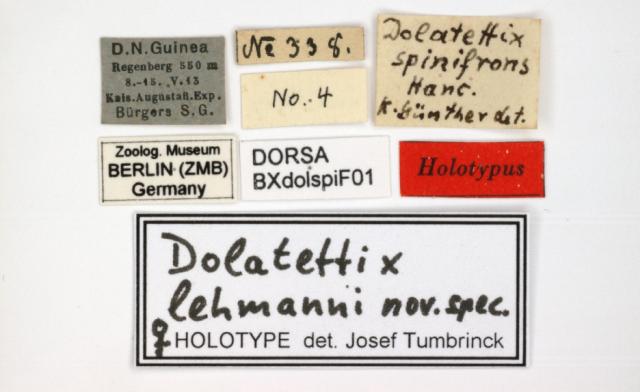 D.N.Guinea
Regenberg 550 m
8.-15. V.13
Kais.Augustafl.Exp.
Bürgers S.G.
No 338.
No. 4
Dolatettix
spinifrons
Hanc.
K. Günther det.
Zoolog. Museum
BERLIN (ZMB)
Germany
DORSA
BXdolspiF01
Holotypus
Dolatettix
lehmanni nov. spec.
♀ HOLOTYPE det. Josef Tumbrinck